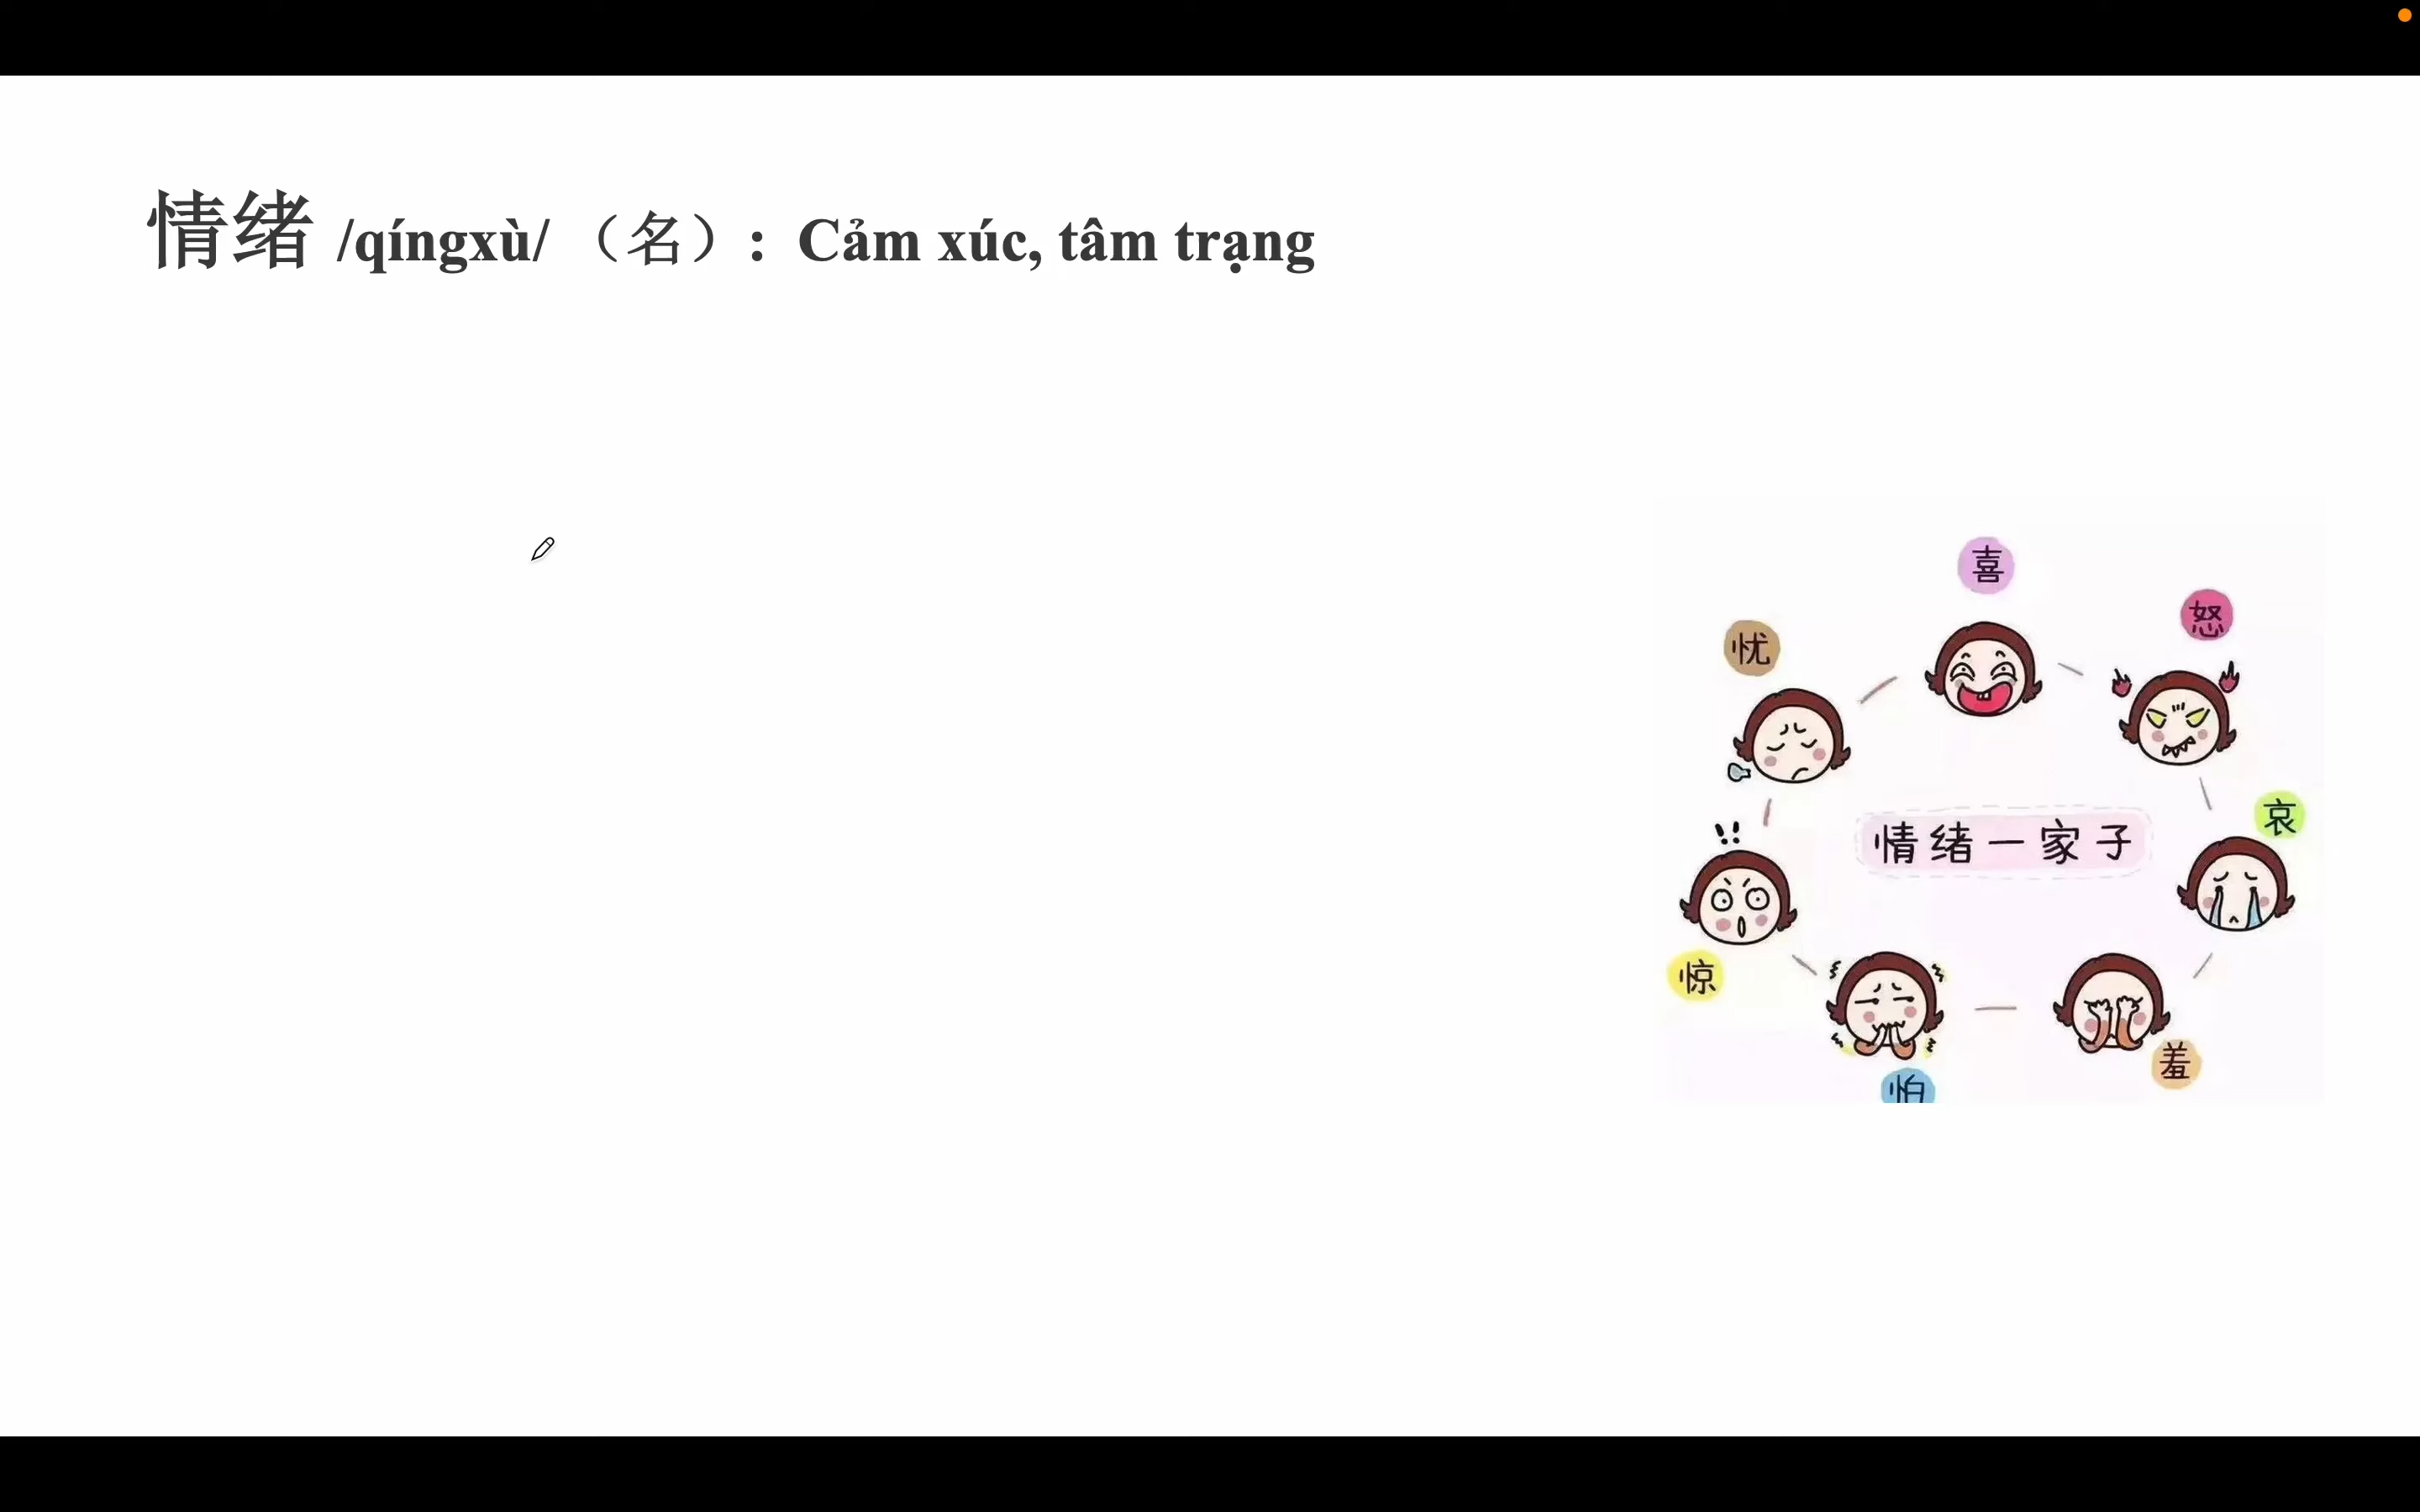 情绪 /qíngxù/ （名）: Cảm xúc, tâm trạng
喜
怒
忧
哀
情绪一家子
!!
惊
羞
怕